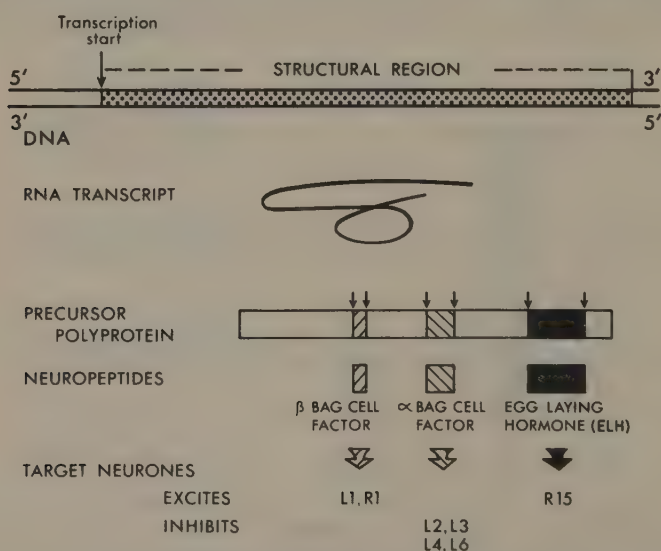 Transcription
start
5' STRUCTURAL REGION 3'
3' 5'
DNA
RNA TRANSCRIPT
PRECURSOR
POLYPROTEIN
NEUROPEPTIDES
β BAG CELL
FACTOR
∝ BAG CELL
FACTOR
EGG LAYING
HORMONE (ELH)
TARGET NEURONES
EXCITES L1, R1 R15
INHIBITS L2, L3
L4, L6